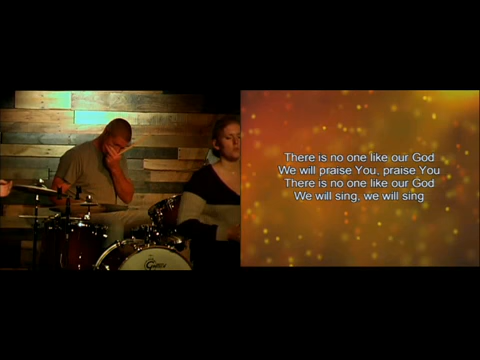 There is no one like our God
We will praise You, praise You
There is no one like our God
We will sing, we will sing